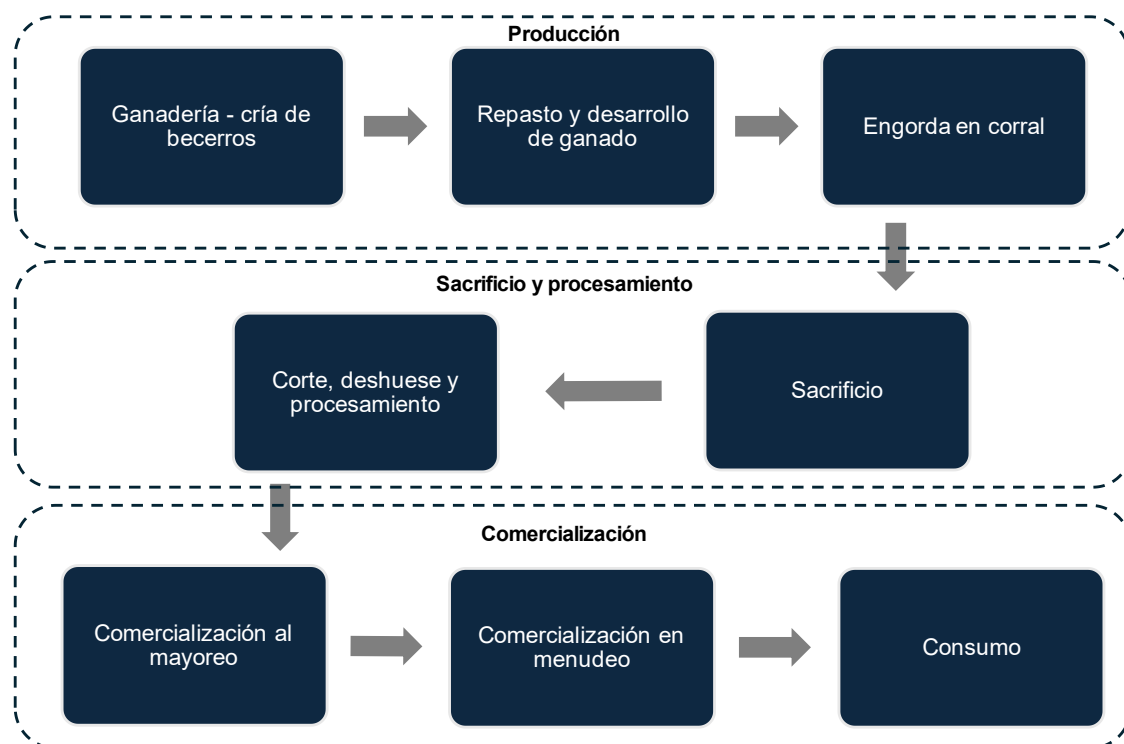 Producción
Ganadería - cría de
becerros
Repasto y desarrollo
de ganado
Engorda en corral
Sacrificio y procesamiento
Corte, deshuese y
procesamiento
Sacrificio
Comercialización
Comercialización al
mayoreo
Comercialización en
menudeo
Consumo